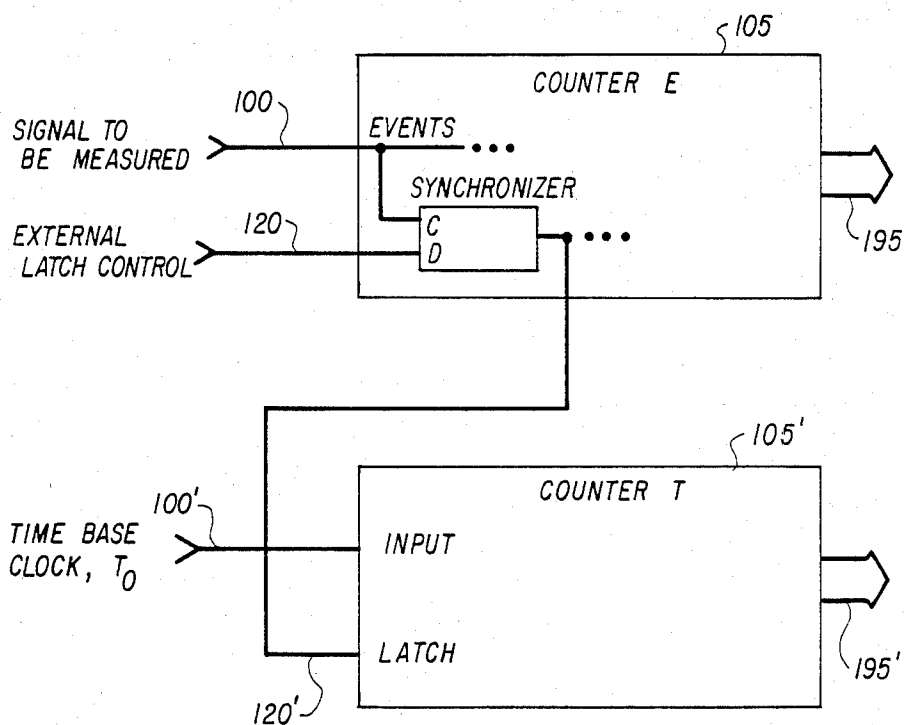 105
COUNTER E
100
SIGNAL TO
BE MEASURED
EVENTS
SYNCHRONIZER
C
D
120
EXTERNAL
LATCH CONTROL
195
105'
COUNTER T
100'
TIME BASE
CLOCK, T0
INPUT
LATCH
120'
195'